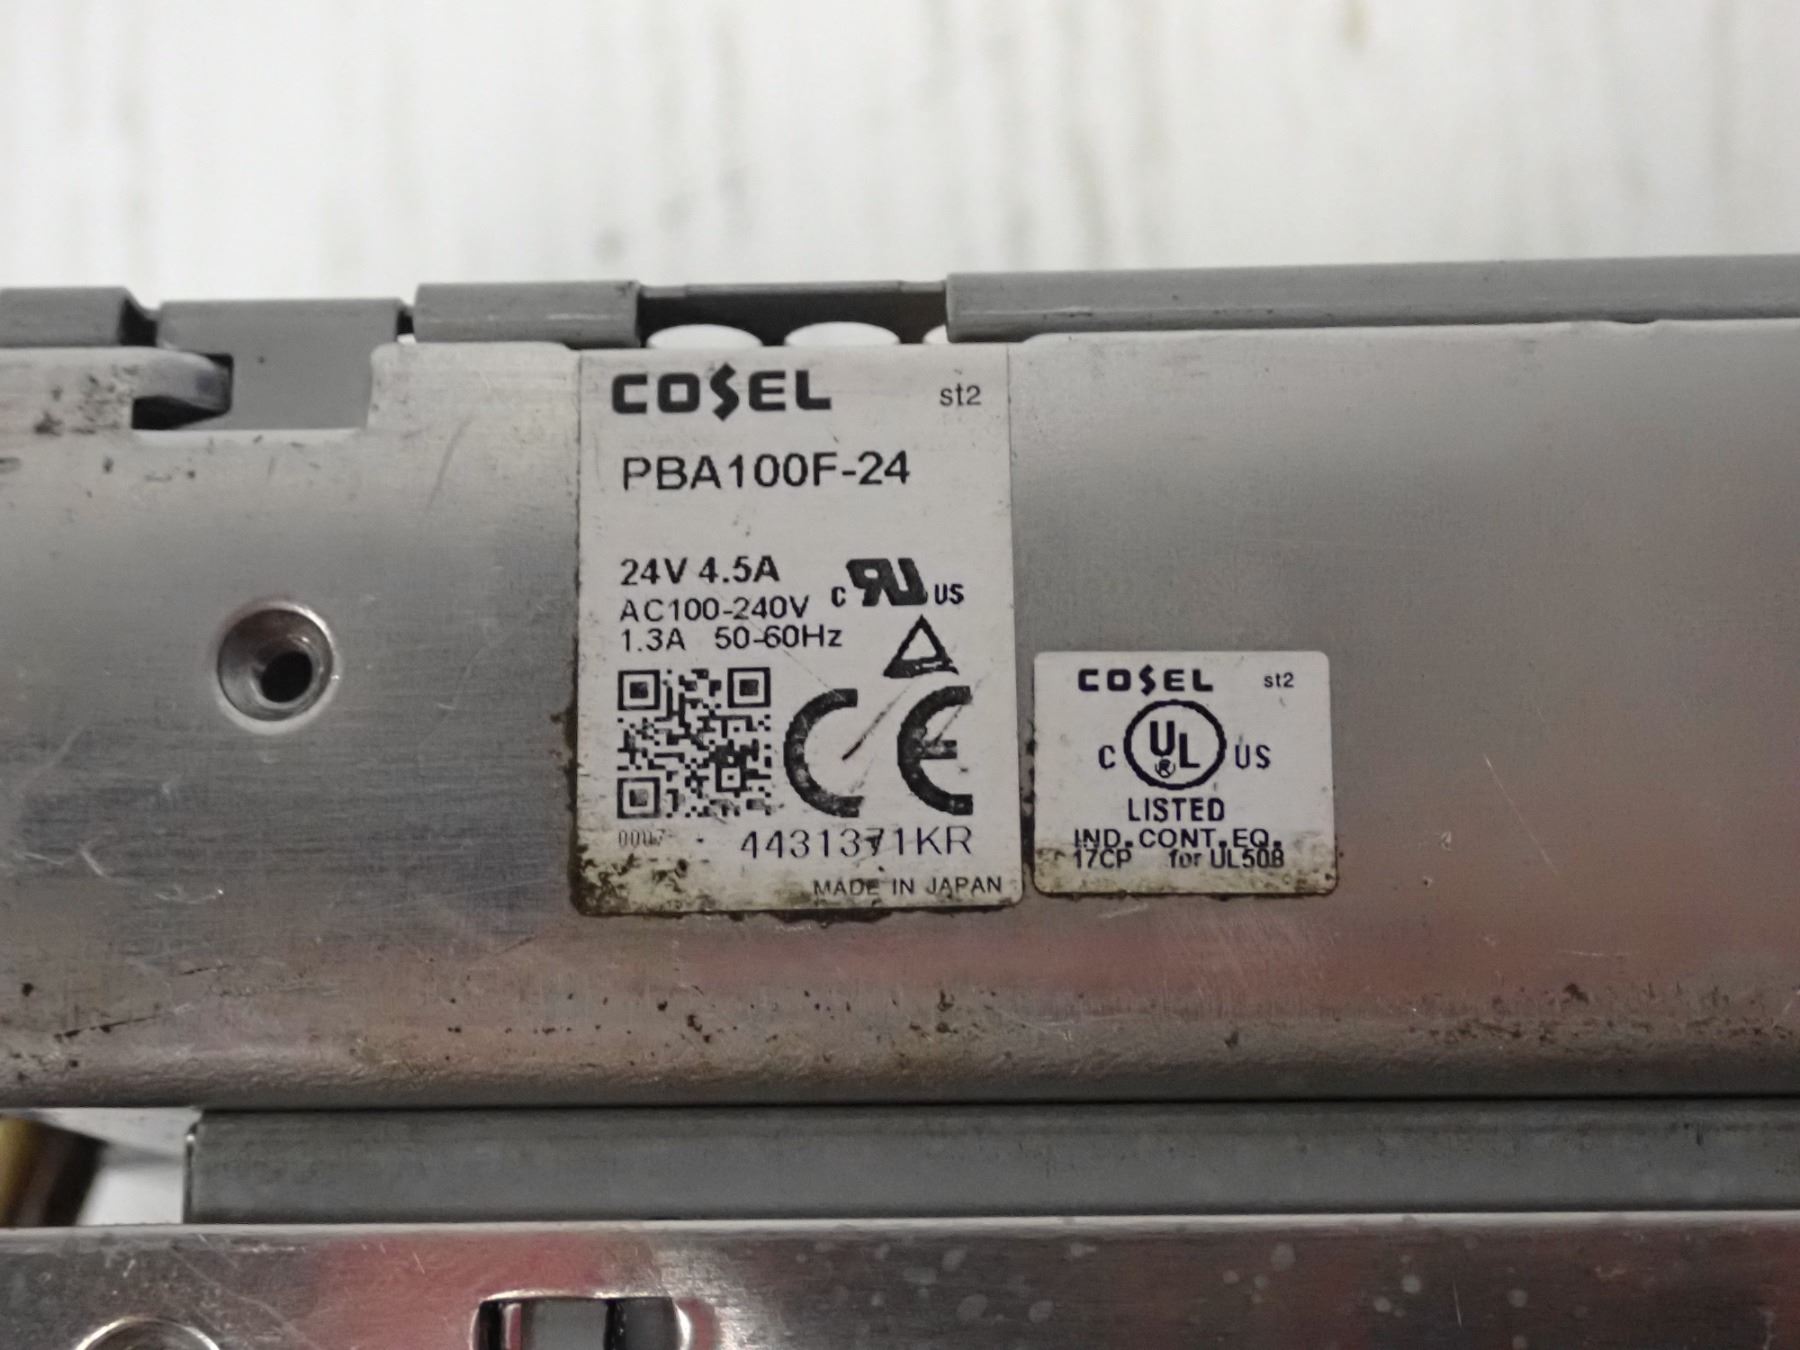 COSEL st2
PBA100F-24
24V 4.5A
AC100-240V
1.3A 50-60Hz
C RU US
CE
4431371KR
MADE IN JAPAN
COSEL st2
C UL® US
LISTED
IND.CONT.EQ.
17CP for UL508